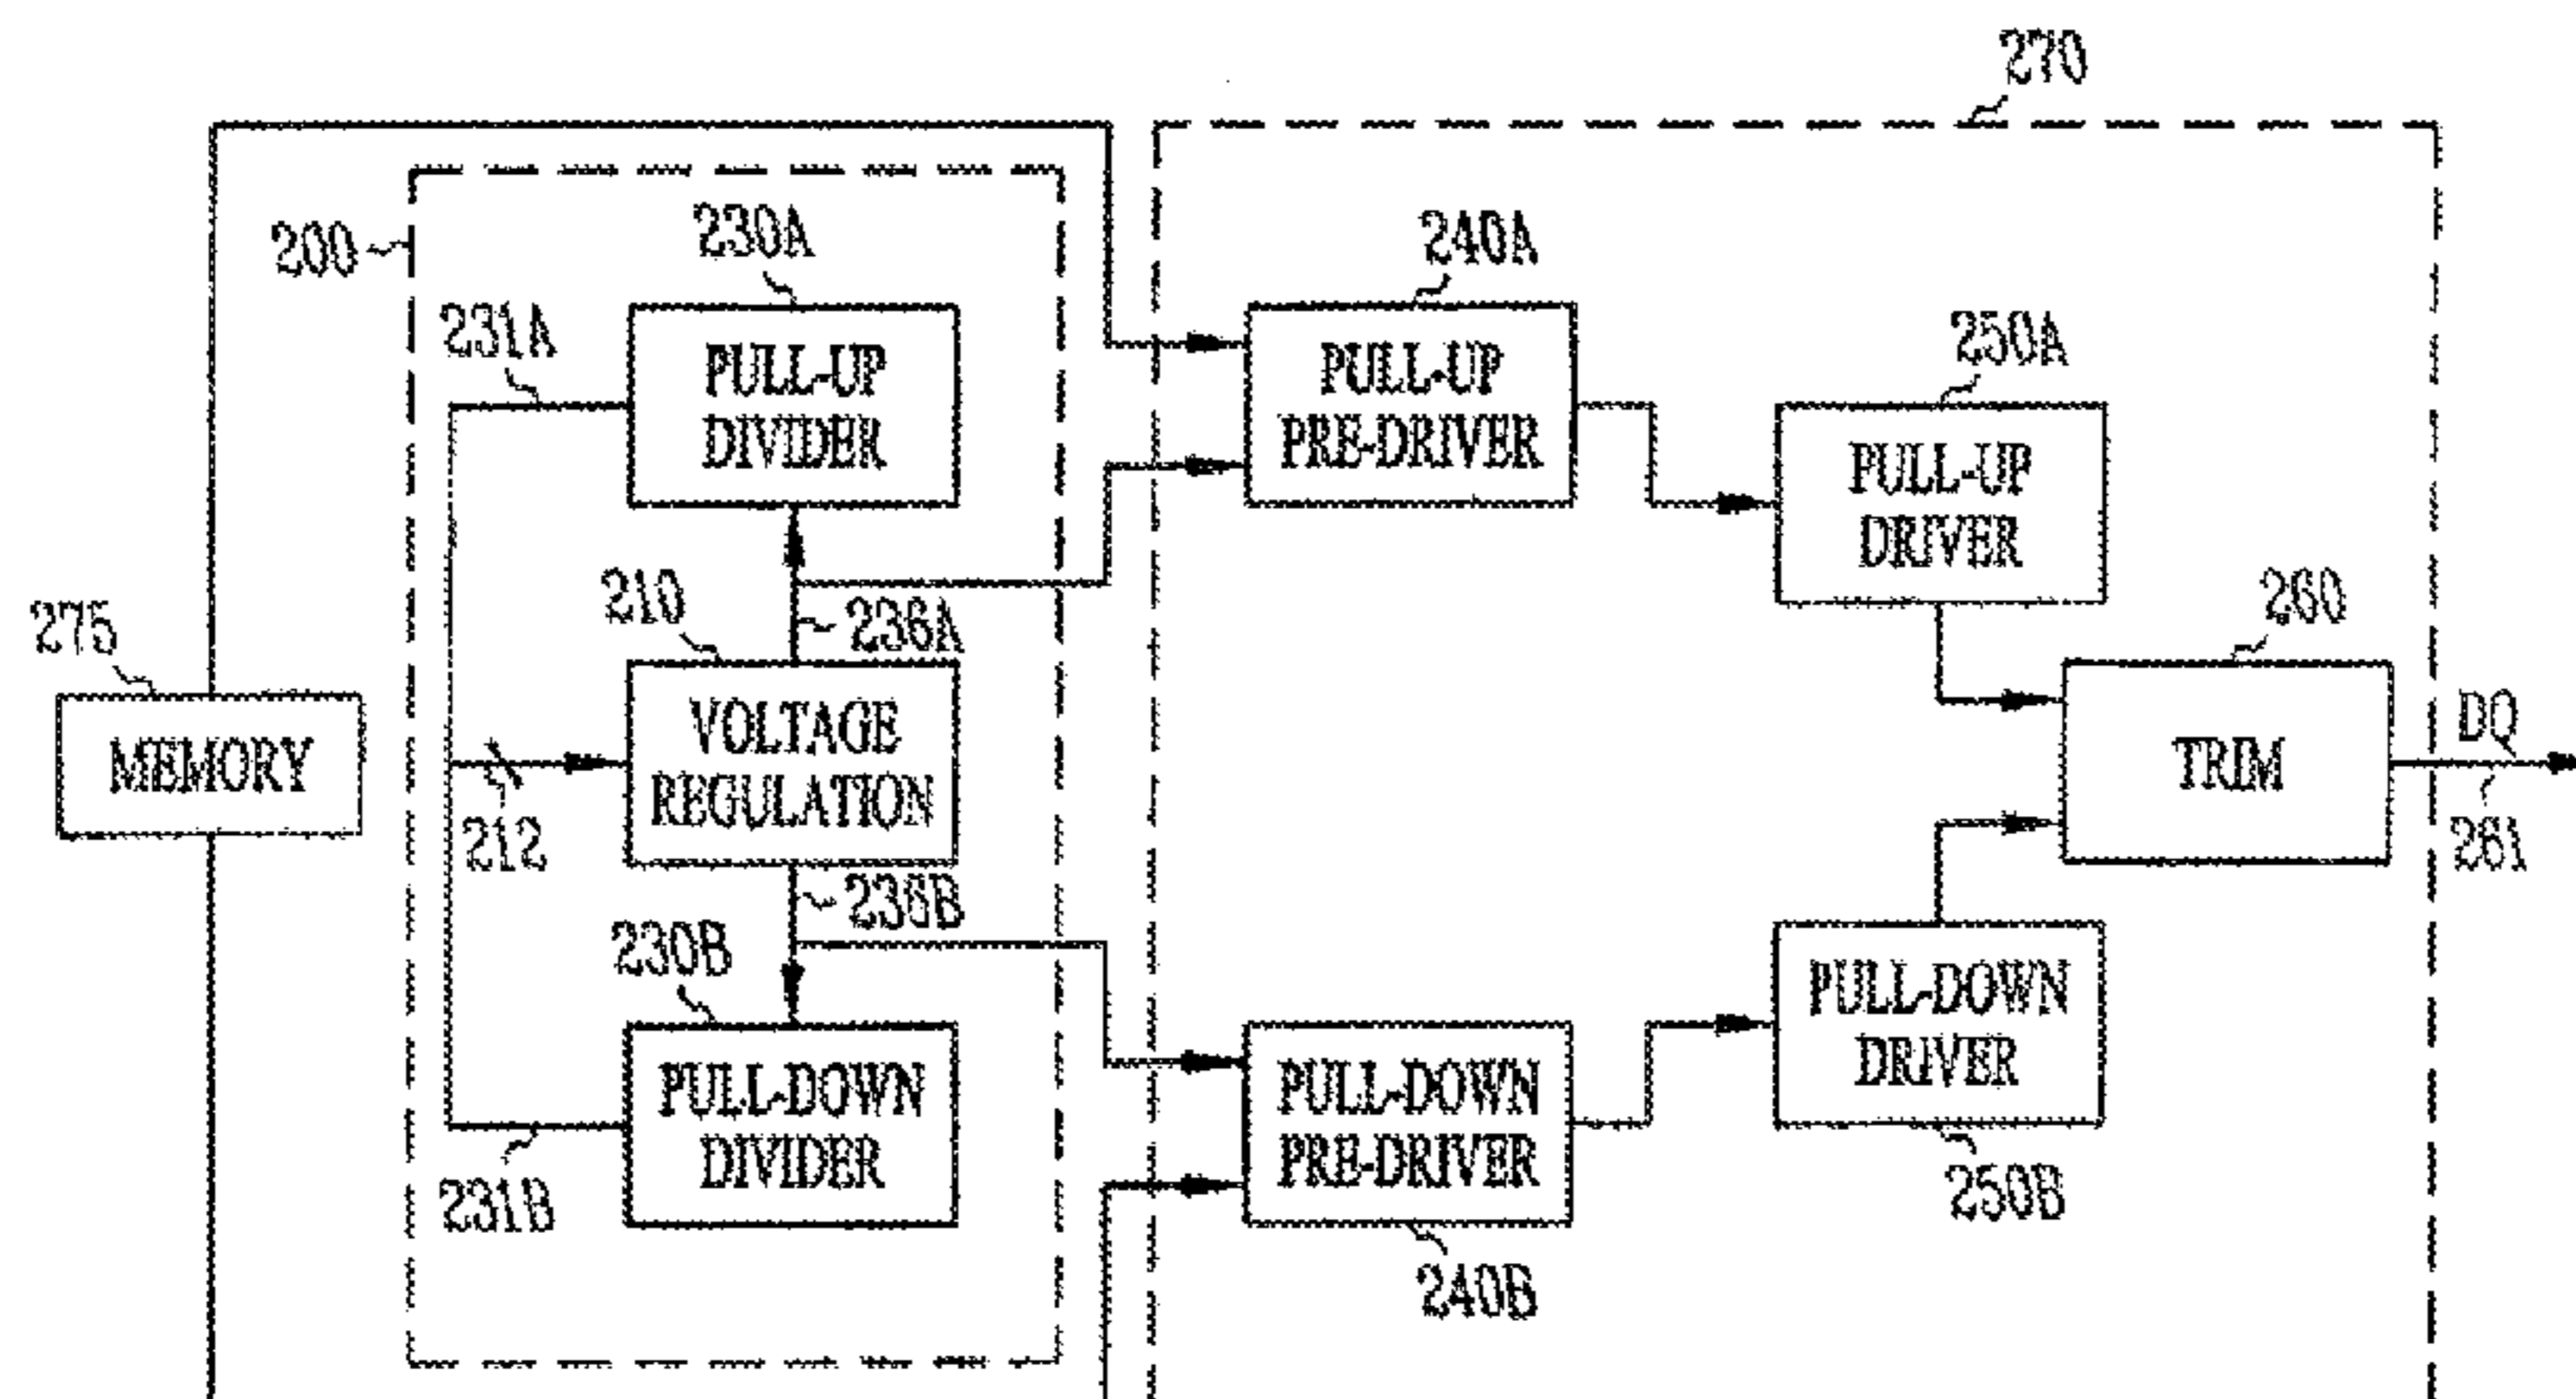 270
200
230A
240A
231A
PULL-UP
DIVIDER
PULL-UP
PRE-DRIVER
250A
PULL-UP
DRIVER
275
210
236A
260
MEMORY
VOLTAGE
REGULATION
TRIM
DQ
212
261
236B
230B
PULL-DOWN
DRIVER
PULL-DOWN
DIVIDER
PULL-DOWN
PRE-DRIVER
231B
250B
240B